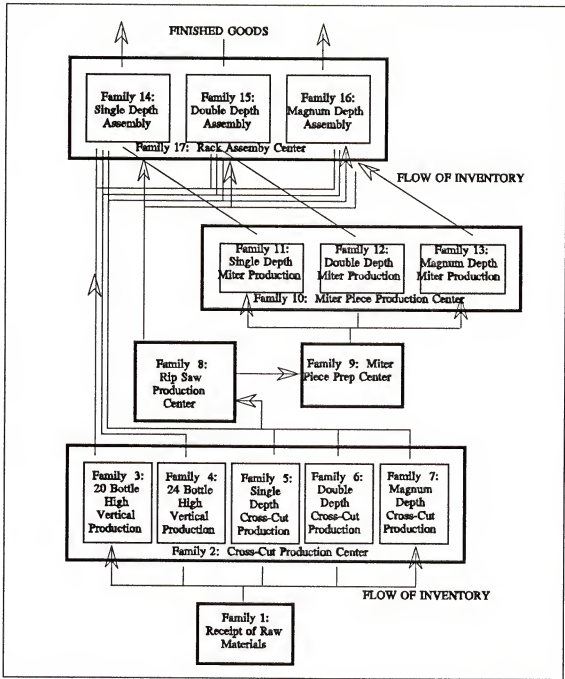 FINISHED GOODS
Family 14:
Single Depth
Assembly
Family 15:
Double Depth
Assembly
Family 16:
Magnum Depth
Assembly
Family 17: Rack Assemby Center
FLOW OF INVENTORY
Family 11:
Single Depth
Miter Production
Family 12:
Double Depth
Miter Production
Family 13:
Magnum Depth
Miter Production
Family 10: Miter Piece Production Center
Family 8:
Rip Saw
Production
Center
Family 9: Miter
Piece Prep Center
Family 3:
20 Bottle
High
Vertical
Production
Family 4:
24 Bottle
High
Vertical
Production
Family 5:
Single
Depth
Cross-Cut
Production
Family 6:
Double
Depth
Cross-Cut
Production
Family 7:
Magnum
Depth
Cross-Cut
Production
Family 2: Cross-Cut Production Center
FLOW OF INVENTORY
Family 1:
Receipt of Raw
Materials